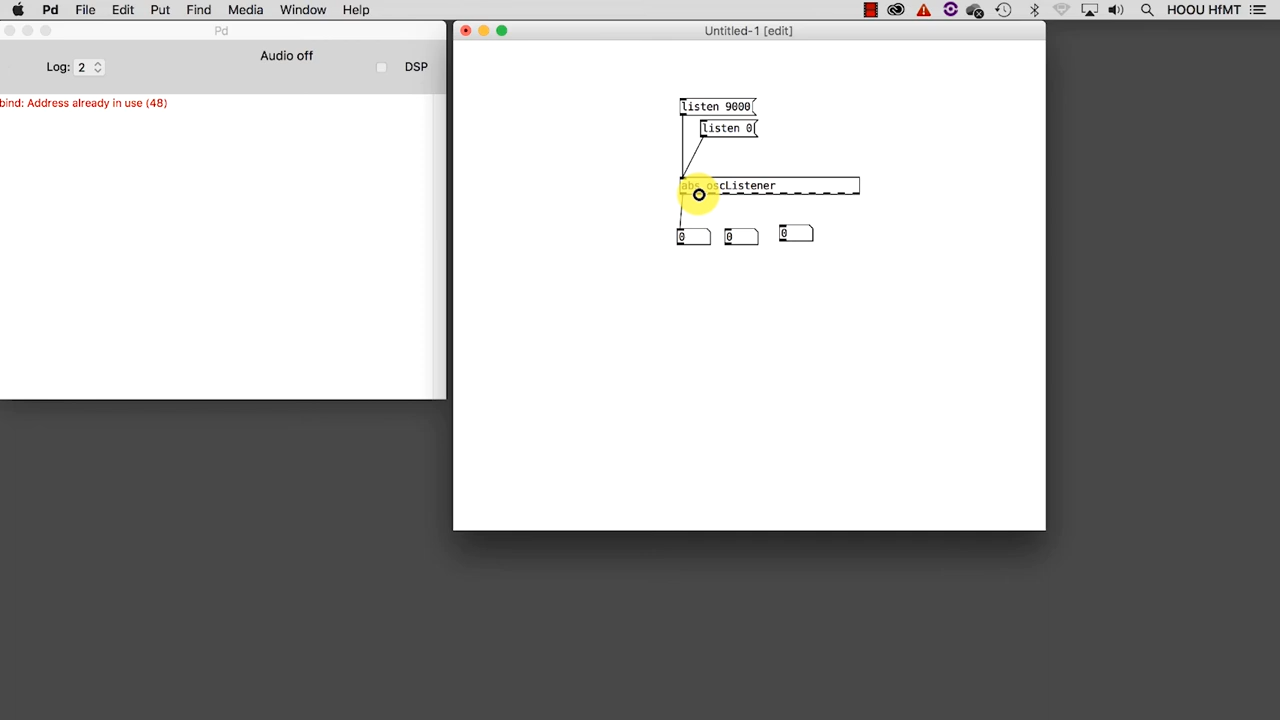 Pd File Edit Put Find Media Window Help HOOU HfMT
Pd
Untitled-1 [edit]
Audio off
Log: 2 DSP
bind: Address already in use (48)
listen 9000
listen 0
abs_oscListener
0 0 0